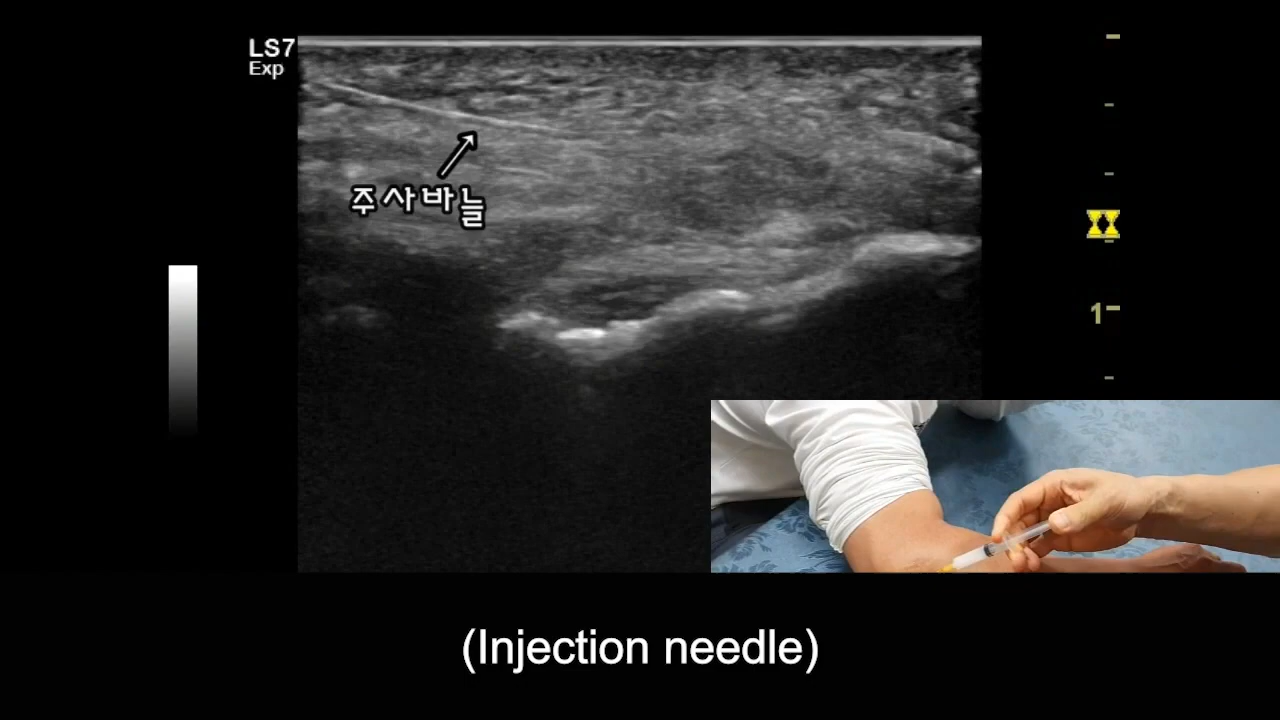 LS7
Exp
주사바늘
1
(Injection needle)